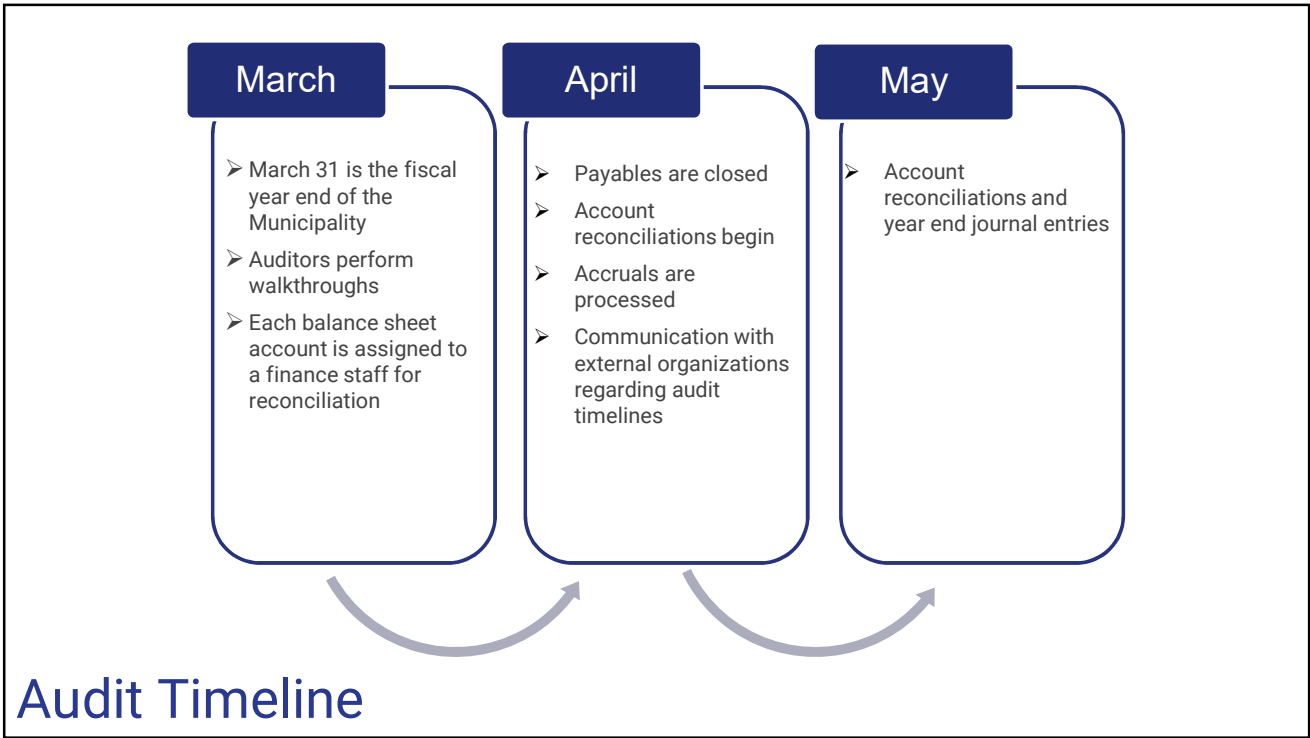 March
➢ March 31 is the fiscal
year end of the
Municipality
➢ Auditors perform
walkthroughs
➢ Each balance sheet
account is assigned to
a finance staff for
reconciliation
April
➢ Payables are closed
➢ Account
reconciliations begin
➢ Accruals are
processed
➢ Communication with
external organizations
regarding audit
timelines
May
➢ Account
reconciliations and
year end journal entries
Audit Timeline